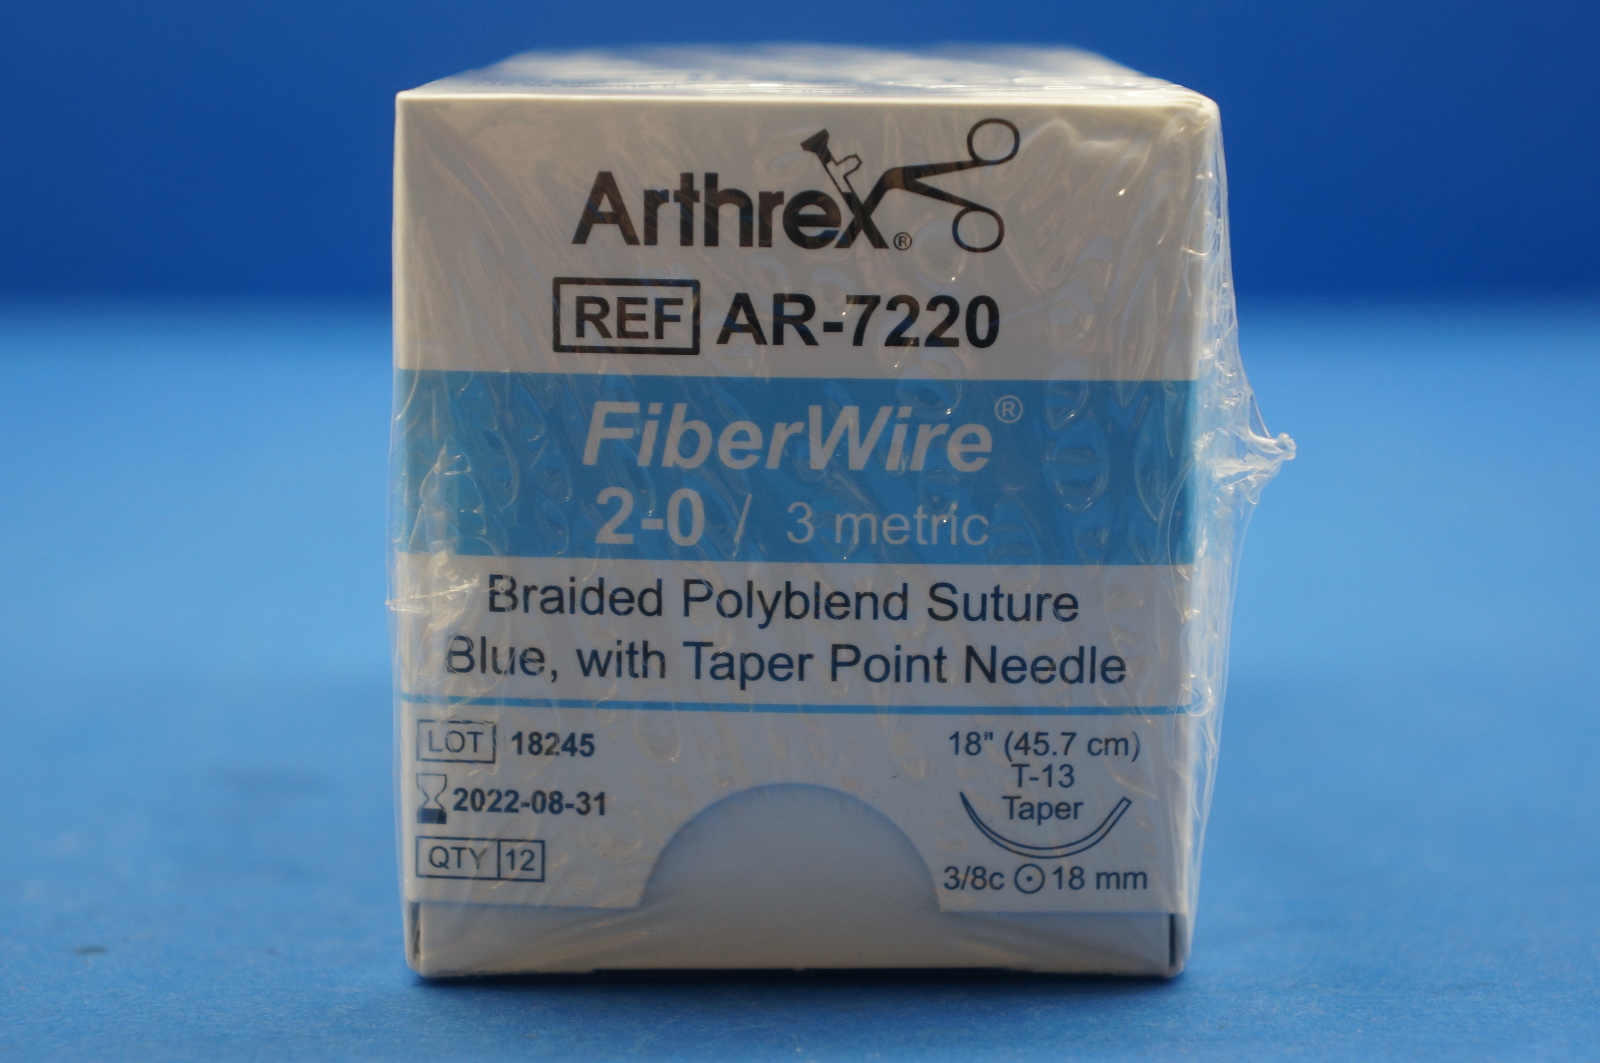 Arthrex®
REF AR-7220
FiberWire®
2-0 / 3 metric
Braided Polyblend Suture
Blue, with Taper Point Needle
LOT 18245
2022-08-31
QTY 12
18" (45.7 cm)
T-13
Taper
3/8c 18 mm